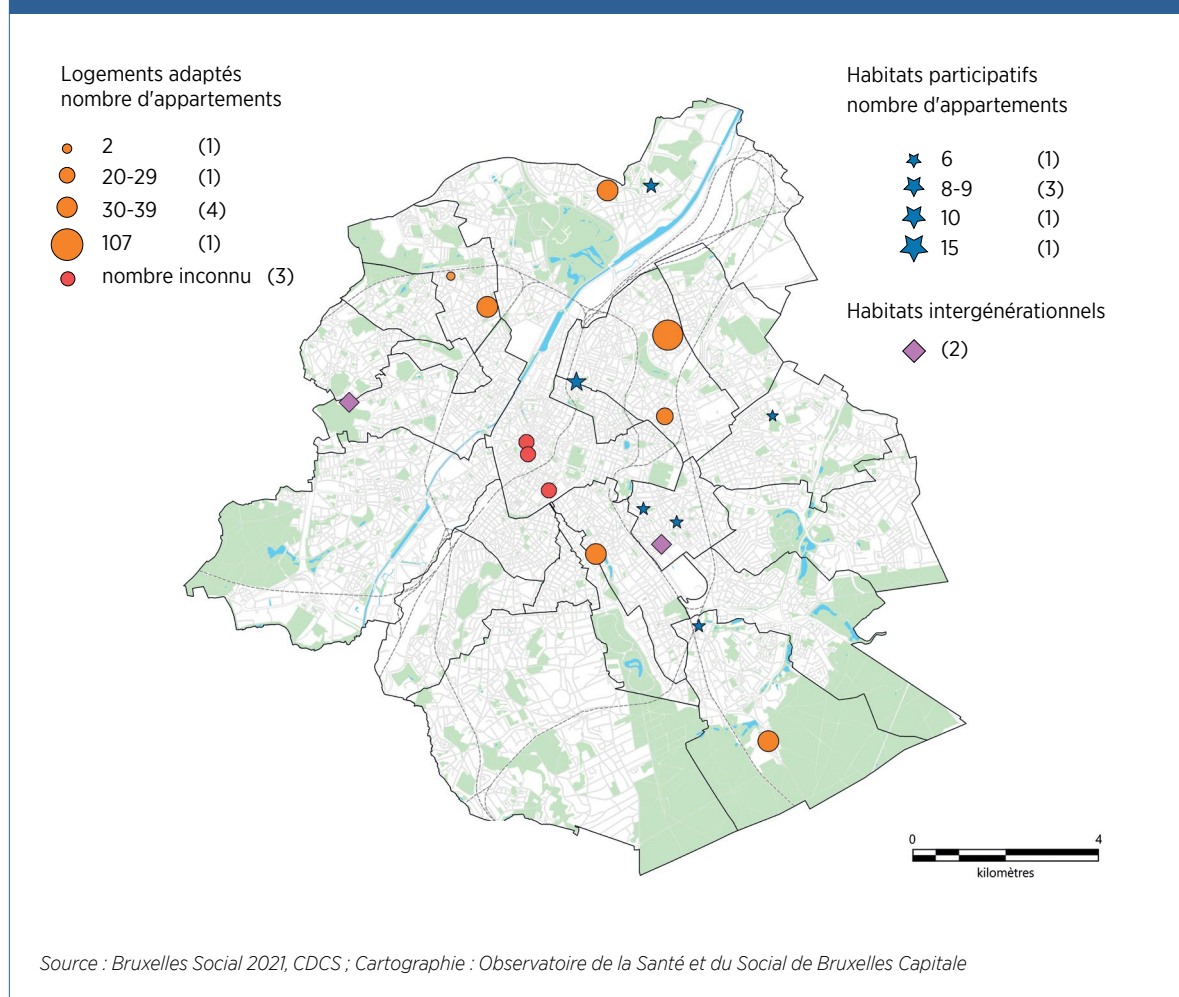 Logements adaptés
nombre d'appartements
2 (1)
20-29 (1)
30-39 (4)
107 (1)
nombre inconnu (3)
Habitats participatifs
nombre d'appartements
6 (1)
8-9 (3)
10 (1)
15 (1)
Habitats intergénérationnels
(2)
0 4
kilomètres
Source : Bruxelles Social 2021, CDCS ; Cartographie : Observatoire de la Santé et du Social de Bruxelles Capitale